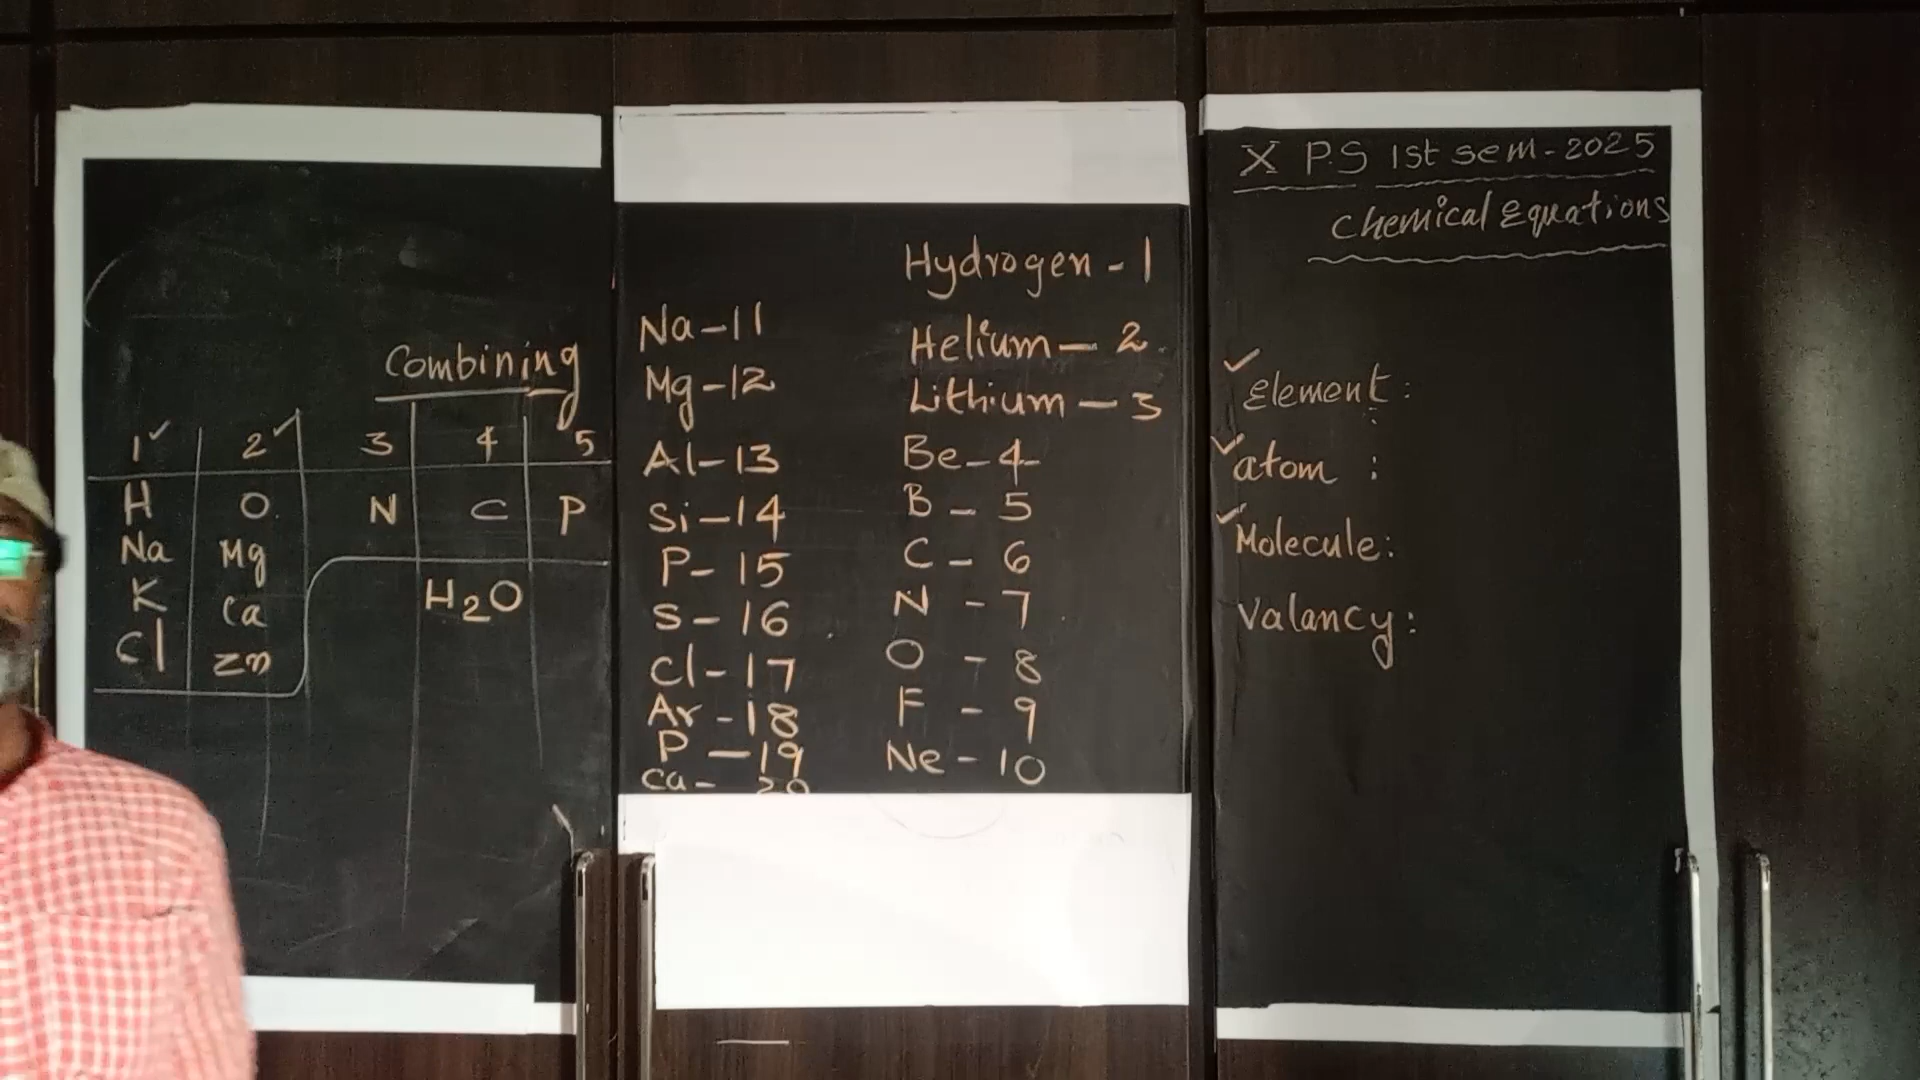 Combining
1 2 3 4 5
H O N C P
Na Mg
K Ca
Cl Zn
H2O
Na-11
Mg-12
Al-13
Si-14
P-15
S-16
Cl-17
Ar-18
P-19
Ca-20
Hydrogen-1
Helium-2
Lithium-3
Be-4
B-5
C-6
N-7
O-8
F-9
Ne-10
X P.S 1st sem-2025
Chemical Equations
Element:
atom :
Molecule:
Valancy: